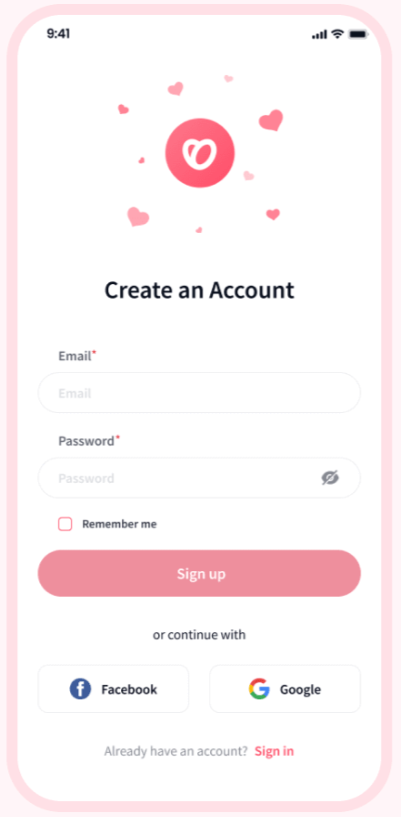 9:41
Create an Account
Email*
Email
Password*
Password
Remember me
Sign up
or continue with
Facebook
Google
Already have an account? Sign in